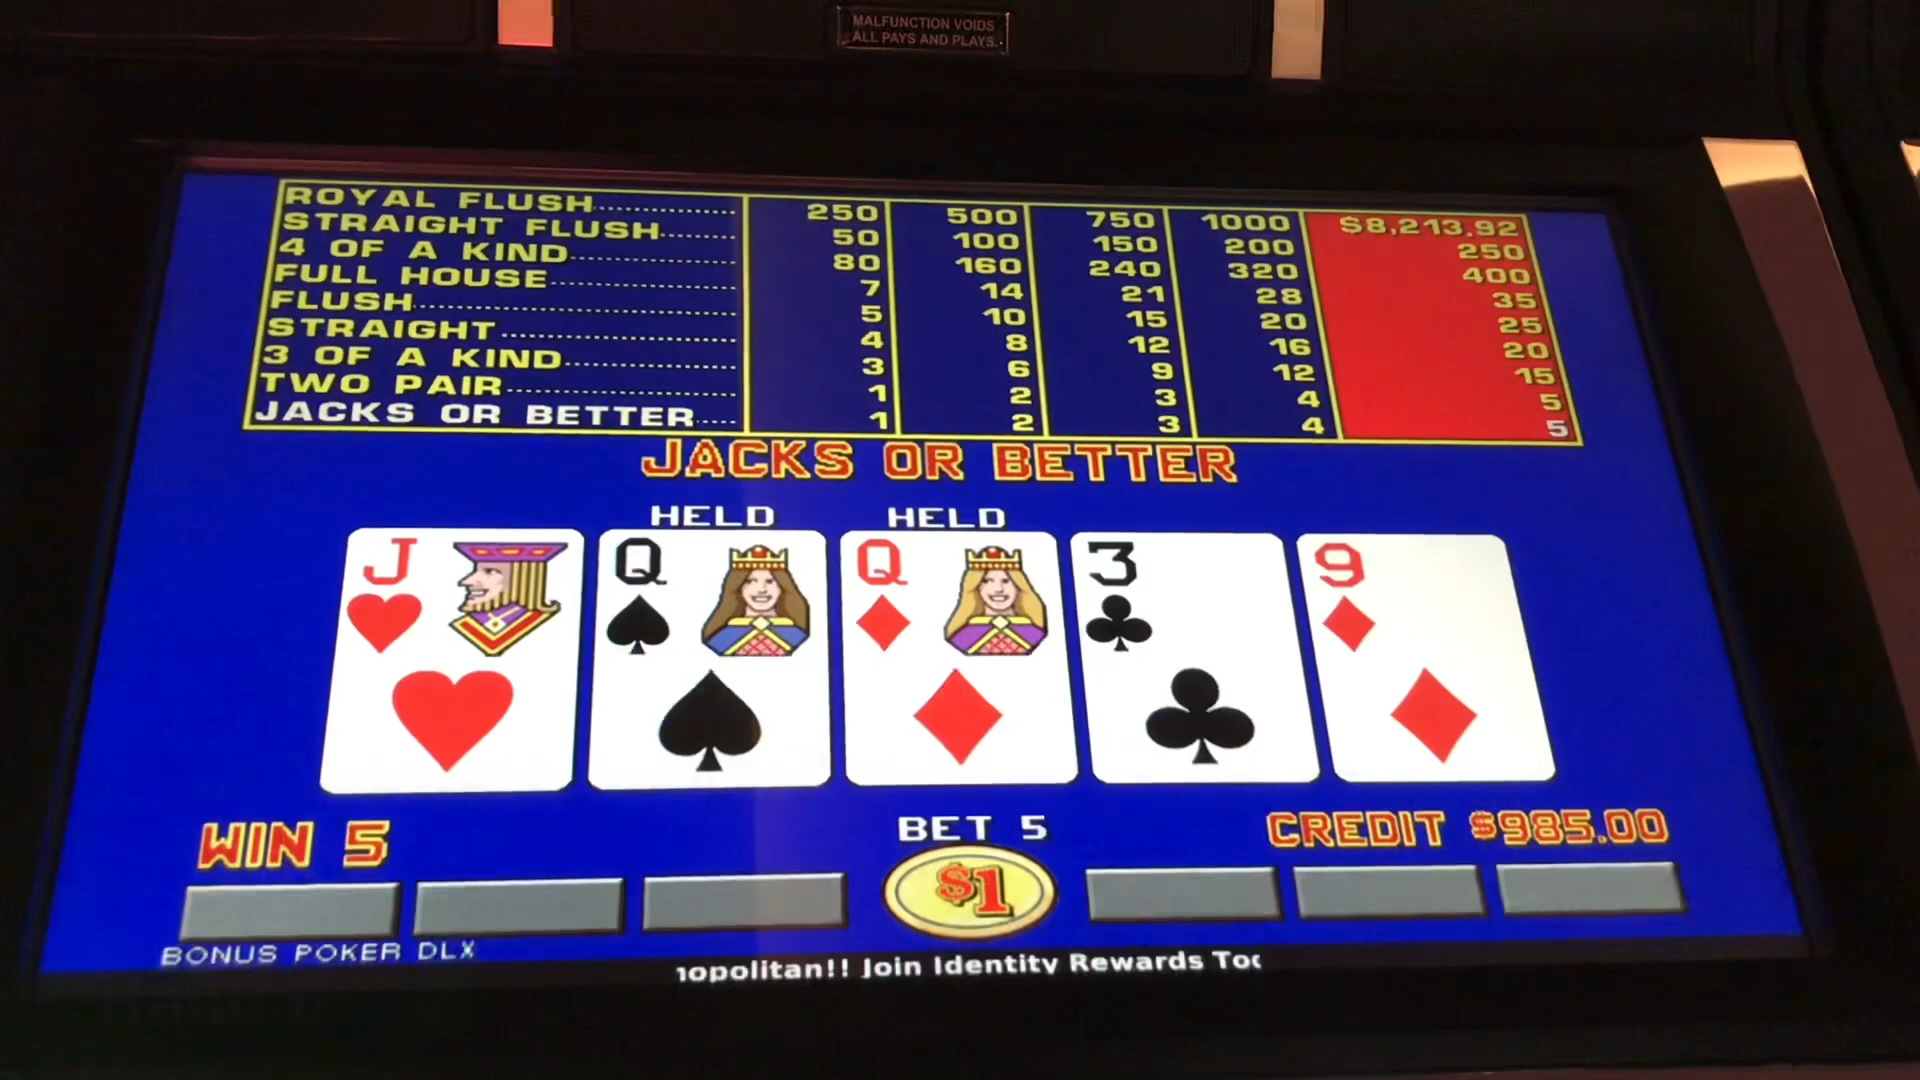 MALFUNCTION VOIDS
ALL PAYS AND PLAYS.
ROYAL FLUSH 250 500 750 1000 $8,213.92
STRAIGHT FLUSH 50 100 150 200 250
4 OF A KIND 80 160 240 320 400
FULL HOUSE 7 14 21 28 35
FLUSH 5 10 15 20 25
STRAIGHT 4 8 12 16 20
3 OF A KIND 3 6 9 12 15
TWO PAIR 1 2 3 4 5
JACKS OR BETTER 1 2 3 4 5
JACKS OR BETTER
HELD HELD
J Q Q 3 9
WIN 5 BET 5 CREDIT $985.00
$1
BONUS POKER DLX
nopolitan!! Join Identity Rewards Too